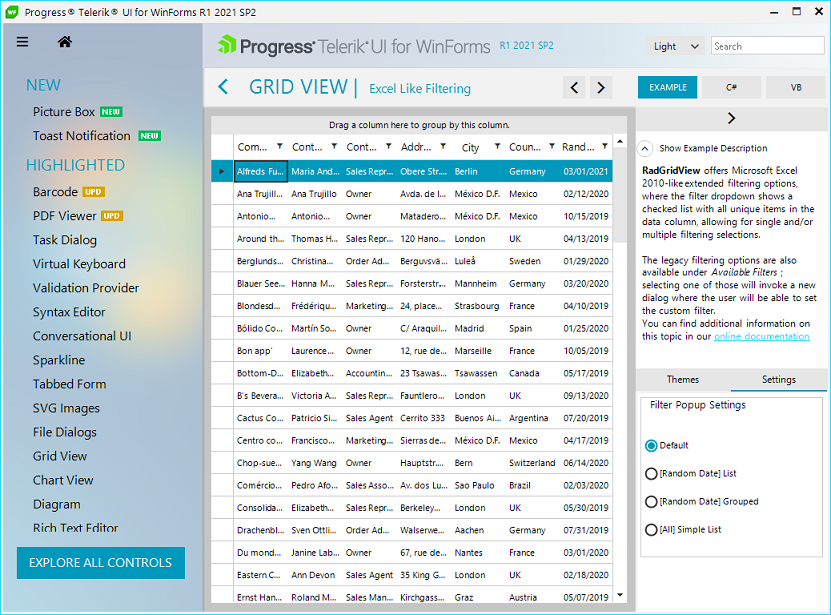 Progress® Telerik® UI for WinForms R1 2021 SP2
Progress® Telerik® UI for WinForms R1 2021 SP2
Light
Search
NEW
Picture Box NEW
Toast Notification NEW
HIGHLIGHTED
Barcode UPD
PDF Viewer UPD
Task Dialog
Virtual Keyboard
Validation Provider
Syntax Editor
Conversational UI
Sparkline
Tabbed Form
SVG Images
File Dialogs
Grid View
Chart View
Diagram
Rich Text Editor
EXPLORE ALL CONTROLS
GRID VIEW | Excel Like Filtering
Drag a column here to group by this column.
Com... Cont... Cont... Addr... City Coun... Rand...
Alfreds Fu... Maria And... Sales Repr... Obere Str... Berlin Germany 03/01/2021
Ana Trujill... Ana Trujillo Owner Avda. de l... México D.F. Mexico 02/12/2020
Antonio... Antonio... Owner Matadero... México D.F. Mexico 10/15/2019
Around th... Thomas H... Sales Repr... 120 Hano... London UK 04/13/2019
Berglunds... Christina... Order Ad... Berguvsvä... Luleå Sweden 01/29/2020
Blauer See... Hanna M... Sales Repr... Forsterstr... Mannheim Germany 03/20/2020
Blondesd... Frédériqu... Marketing... 24, place... Strasbourg France 04/10/2019
Bólido Co... Martín So... Owner C/ Araquil... Madrid Spain 01/25/2020
Bon app' Laurence... Owner 12, rue de... Marseille France 10/05/2019
Bottom-D... Elizabeth... Accountin... 23 Tsawas... Tsawassen Canada 05/17/2019
B's Bevera... Victoria A... Sales Repr... Fauntlero... London UK 09/13/2020
Cactus Co... Patricio Si... Sales Agent Cerrito 333 Buenos Ai... Argentina 07/20/2019
Centro co... Francisco... Marketing... Sierras de... México D.F. Mexico 04/17/2019
Chop-sue... Yang Wang Owner Hauptstr.... Bern Switzerland 06/14/2020
Comércio... Pedro Afo... Sales Asso... Av. dos Lu... Sao Paulo Brazil 02/03/2020
Consolida... Elizabeth... Sales Repr... Berkeley... London UK 05/30/2019
Drachenbl... Sven Ottli... Order Ad... Walserwe... Aachen Germany 07/31/2019
Du mond... Janine Lab... Owner 67, rue de... Nantes France 03/01/2020
Eastern C... Ann Devon Sales Agent 35 King G... London UK 02/18/2020
Ernst Han... Roland M... Sales Man... Kirchgass... Graz Austria 05/07/2019
EXAMPLE C# VB
Show Example Description
RadGridView offers Microsoft Excel
2010-like extended filtering options,
where the filter dropdown shows a
checked list with all unique items in the
data column, allowing for single and/or
multiple filtering selections.
The legacy filtering options are also
available under Available Filters ;
selecting one of those will invoke a new
dialog where the user will be able to set
the custom filter.
You can find additional information on
this topic in our online documentation
Themes Settings
Filter Popup Settings
Default
[Random Date] List
[Random Date] Grouped
[All] Simple List